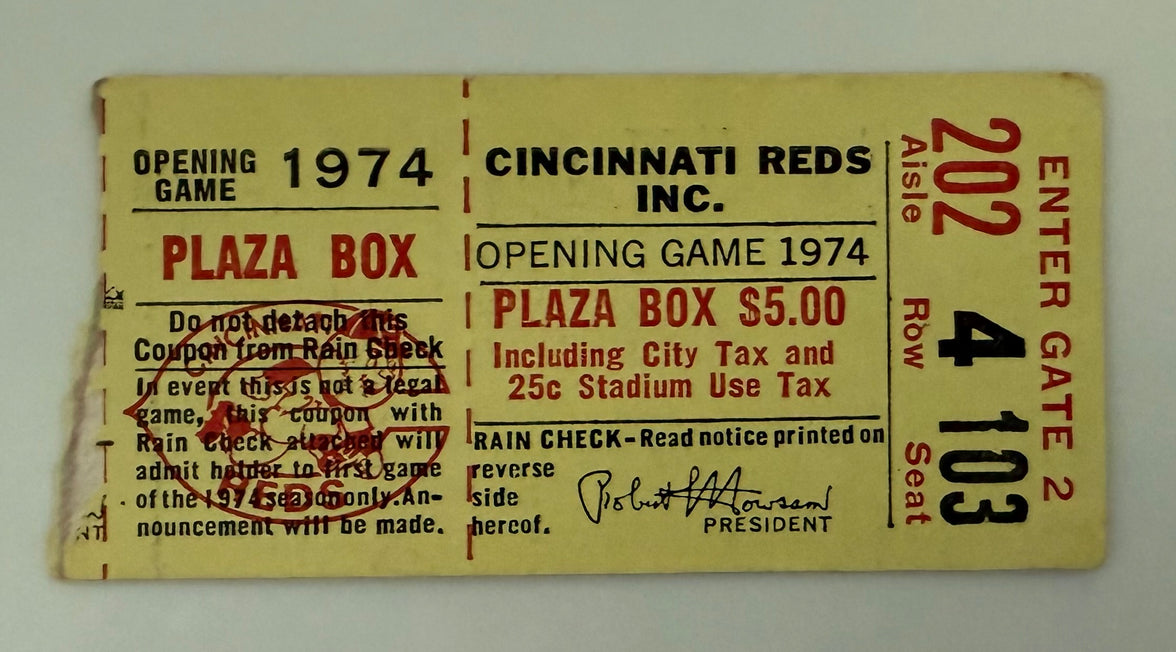 OPENING
GAME 1974
PLAZA BOX
Do not detach this
Coupon from Rain Check
In event this is not a legal
game, this coupon with
Rain Check attached will
admit holder to first game
of the 1974 season only. An-
nouncement will be made.
REDS
CINCINNATI REDS
INC.
OPENING GAME 1974
PLAZA BOX $5.00
Including City Tax and
25c Stadium Use Tax
RAIN CHECK-Read notice printed on
reverse
side
hereof.
Robert L Howsam
PRESIDENT
202 4 103
Aisle Row Seat
ENTER GATE 2